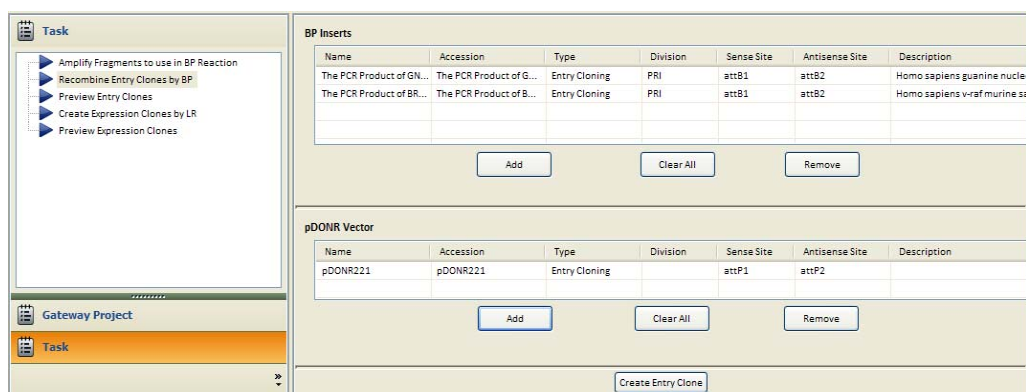 Task
Amplify Fragments to use in BP Reaction
Recombine Entry Clones by BP
Preview Entry Clones
Create Expression Clones by LR
Preview Expression Clones
Gateway Project
Task
BP Inserts
Name Accession Type Division Sense Site Antisense Site Description
The PCR Product of GN... The PCR Product of G... Entry Cloning PRI attB1 attB2 Homo sapiens guanine nucle
The PCR Product of BR... The PCR Product of B... Entry Cloning PRI attB1 attB2 Homo sapiens v-raf murine sa
Add Clear All Remove
pDONR Vector
Name Accession Type Division Sense Site Antisense Site Description
pDONR221 pDONR221 Entry Cloning attP1 attP2
Add Clear All Remove
Create Entry Clone